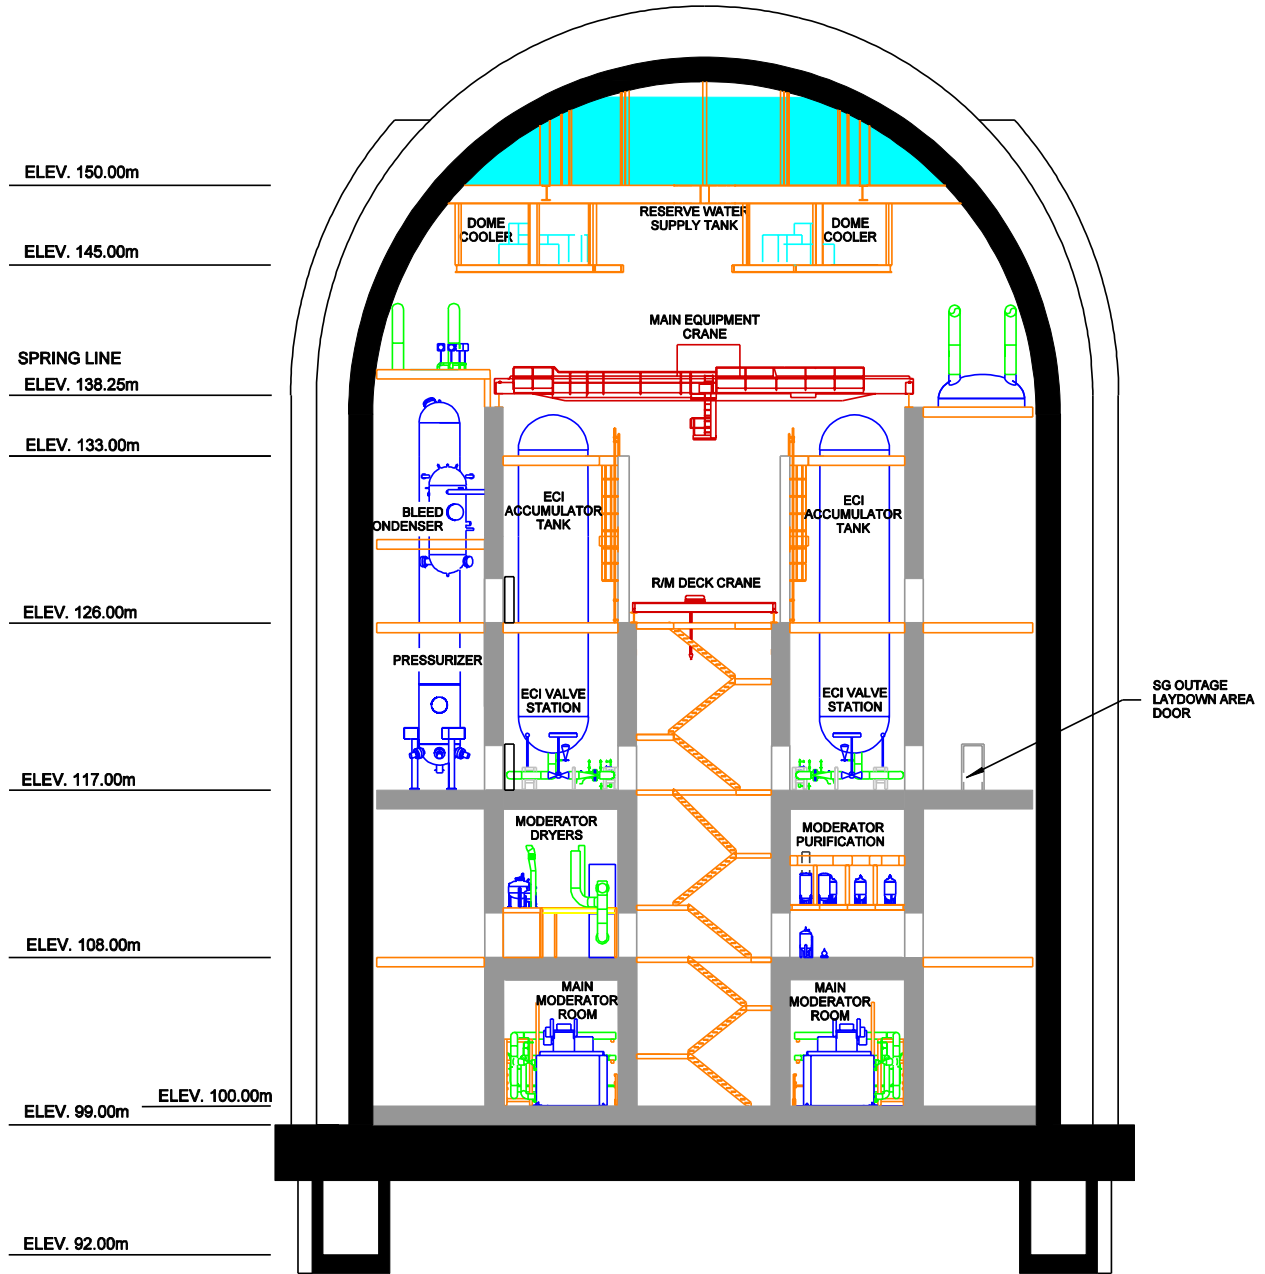 ELEV. 150.00m
RESERVE WATER
SUPPLY TANK
DOME
COOLER
DOME
COOLER
ELEV. 145.00m
MAIN EQUIPMENT
CRANE
SPRING LINE
ELEV. 138.25m
ELEV. 133.00m
ECI
ACCUMULATOR
TANK
ECI
ACCUMULATOR
TANK
BLEED
ONDENSER
R/M DECK CRANE
ELEV. 126.00m
PRESSURIZER
ECI VALVE
STATION
ECI VALVE
STATION
SG OUTAGE
LAYDOWN AREA
DOOR
ELEV. 117.00m
MODERATOR
DRYERS
MODERATOR
PURIFICATION
ELEV. 108.00m
MAIN
MODERATOR
ROOM
MAIN
MODERATOR
ROOM
ELEV. 100.00m
ELEV. 99.00m
ELEV. 92.00m